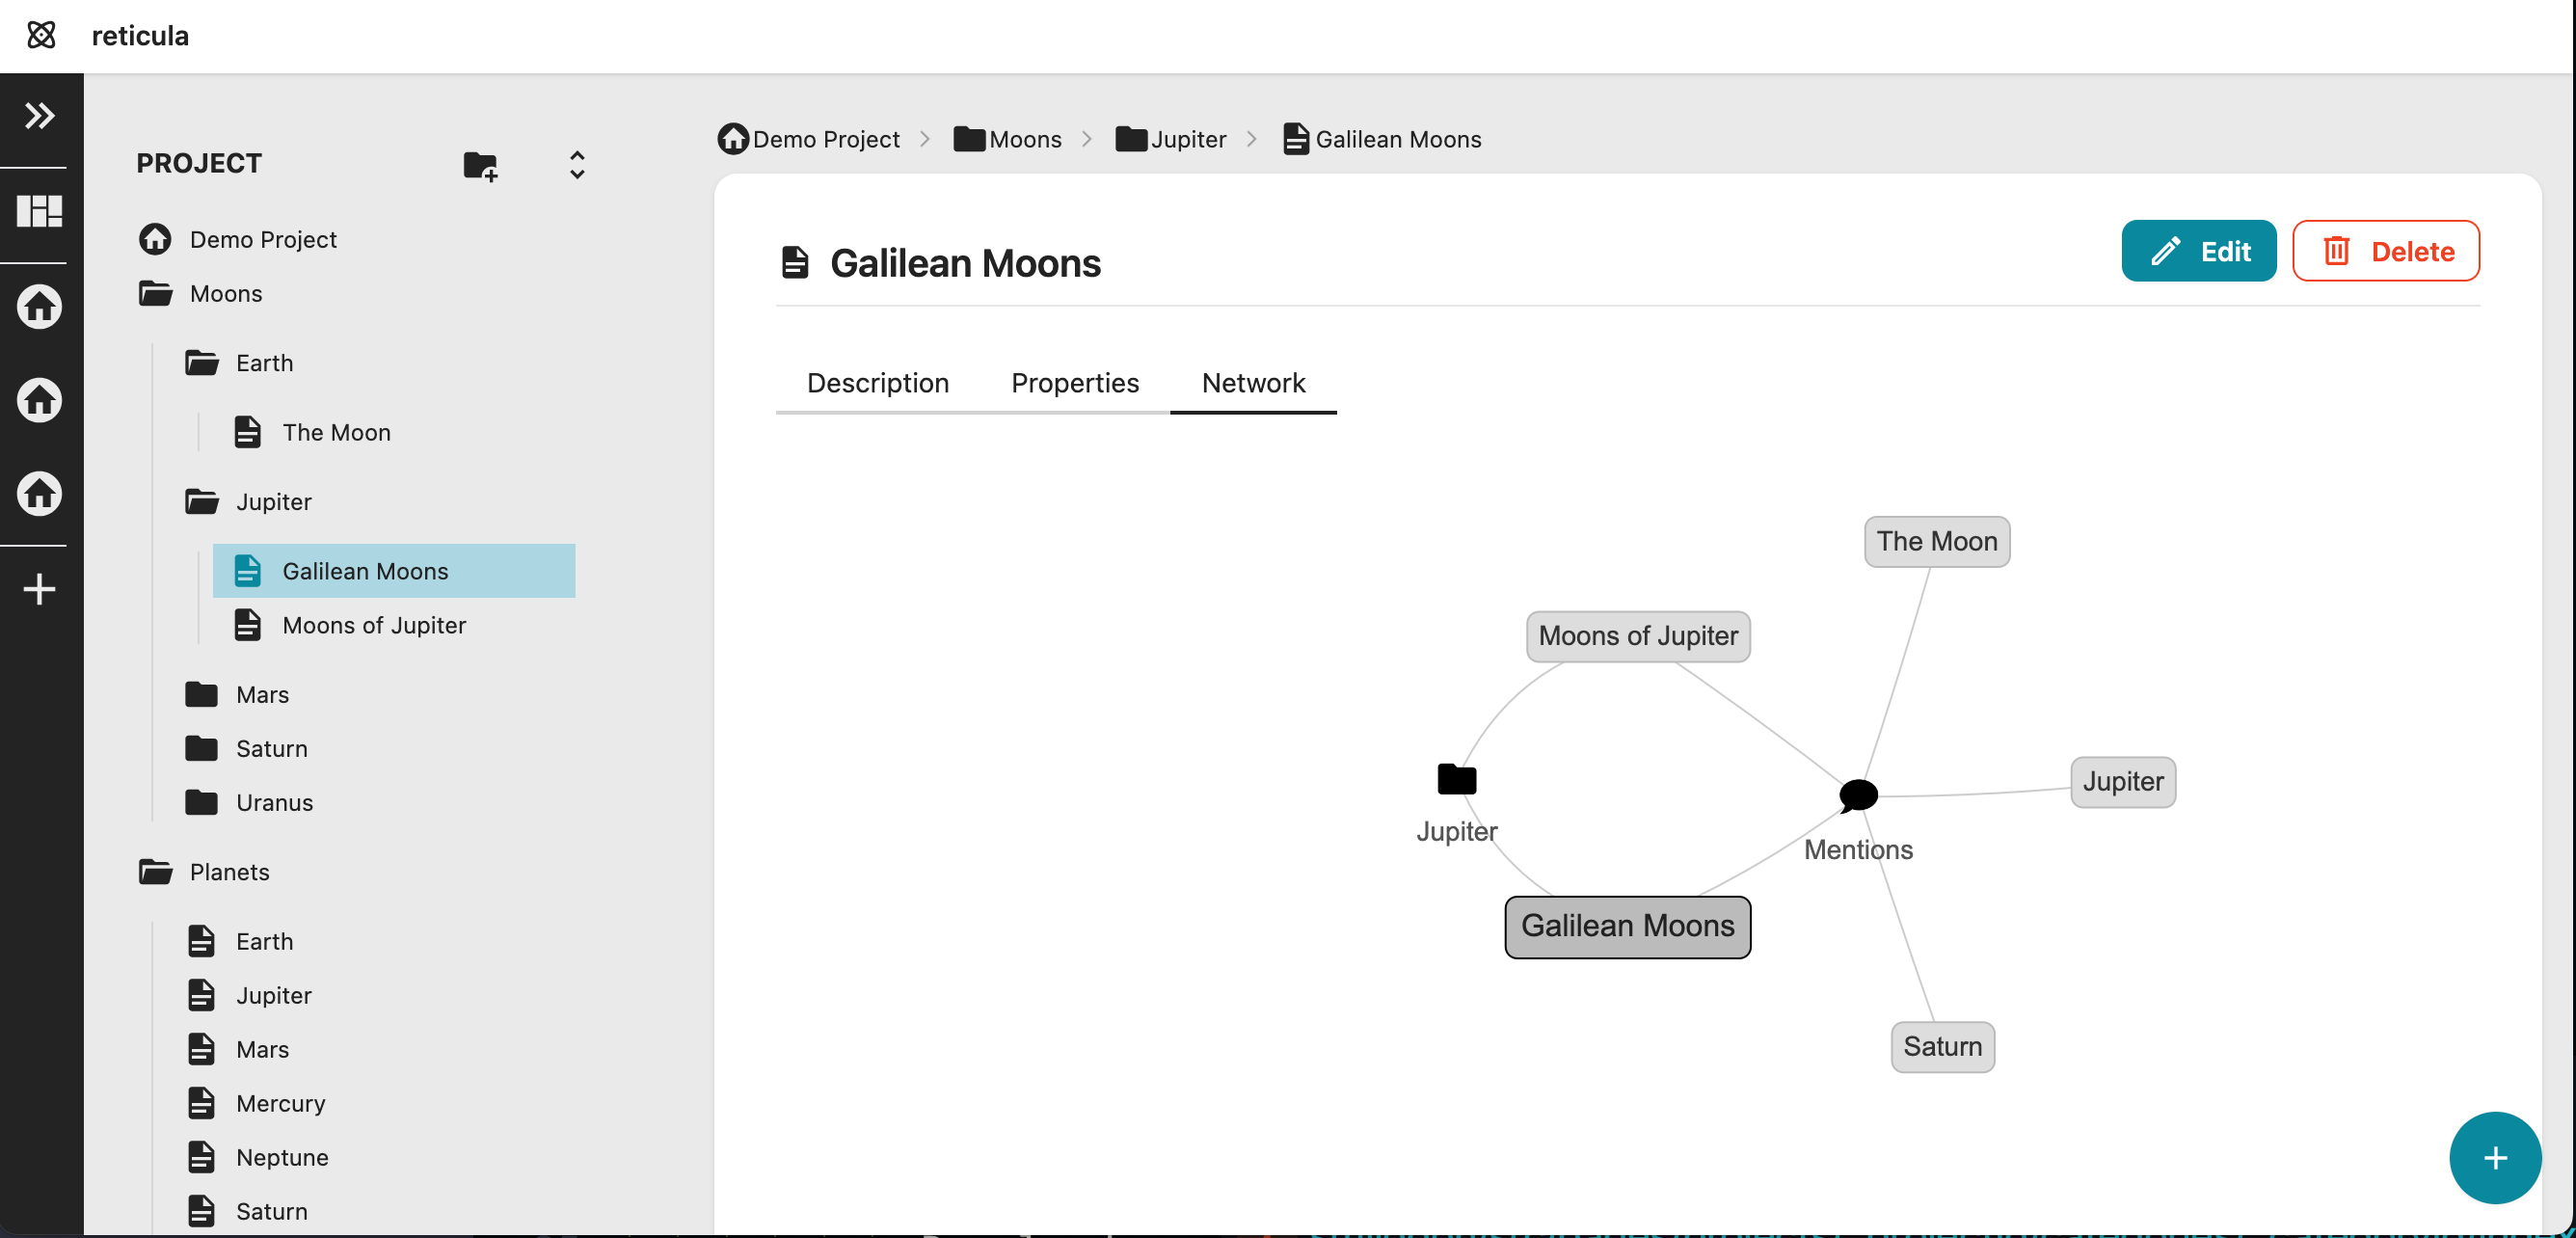 reticula
PROJECT
Demo Project
Moons
Earth
The Moon
Jupiter
Galilean Moons
Moons of Jupiter
Mars
Saturn
Uranus
Planets
Earth
Jupiter
Mars
Mercury
Neptune
Saturn
Demo Project > Moons > Jupiter > Galilean Moons
Galilean Moons
Edit
Delete
Description Properties Network
The Moon
Moons of Jupiter
Jupiter
Jupiter
Mentions
Galilean Moons
Saturn